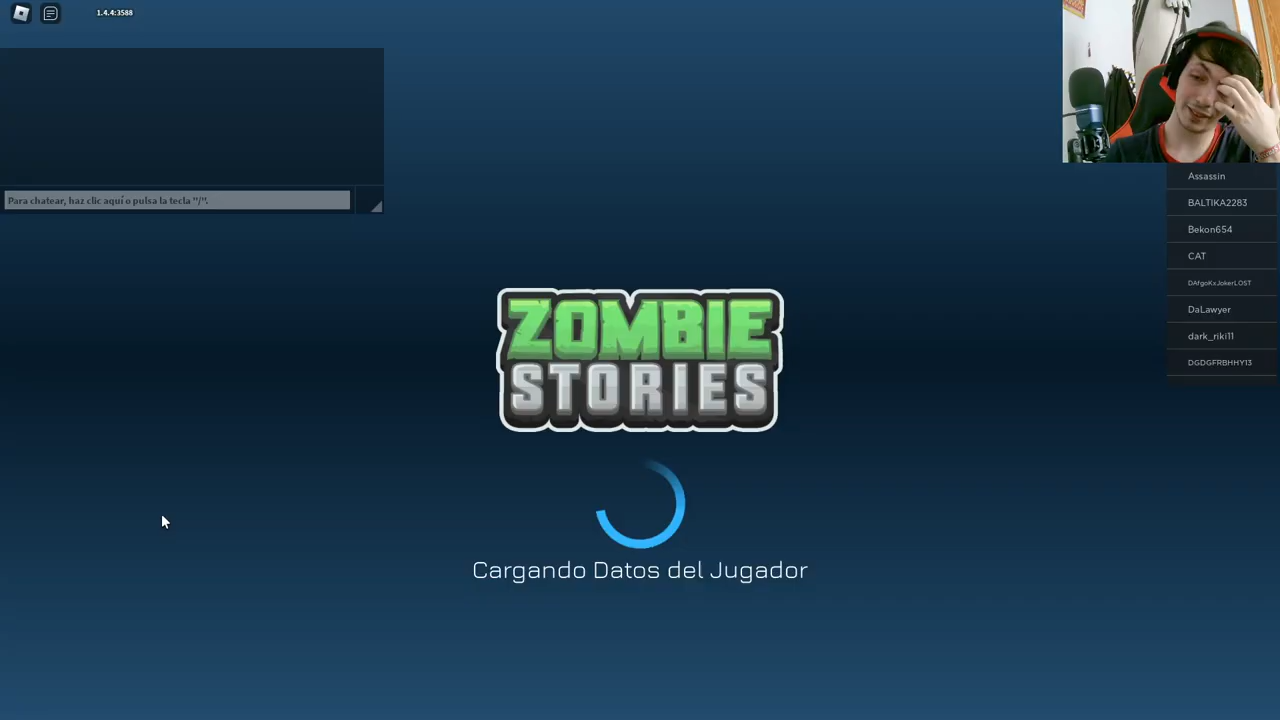 1.4.4:3588
Para chatear, haz clic aquí o pulsa la tecla "/".
Assassin
BALTIKA2283
Bekon654
CAT
DAfgoKxJokerLOST
DaLawyer
dark_riki11
DGDGFRBHHY13
ZOMBIE
STORIES
Cargando Datos del Jugador